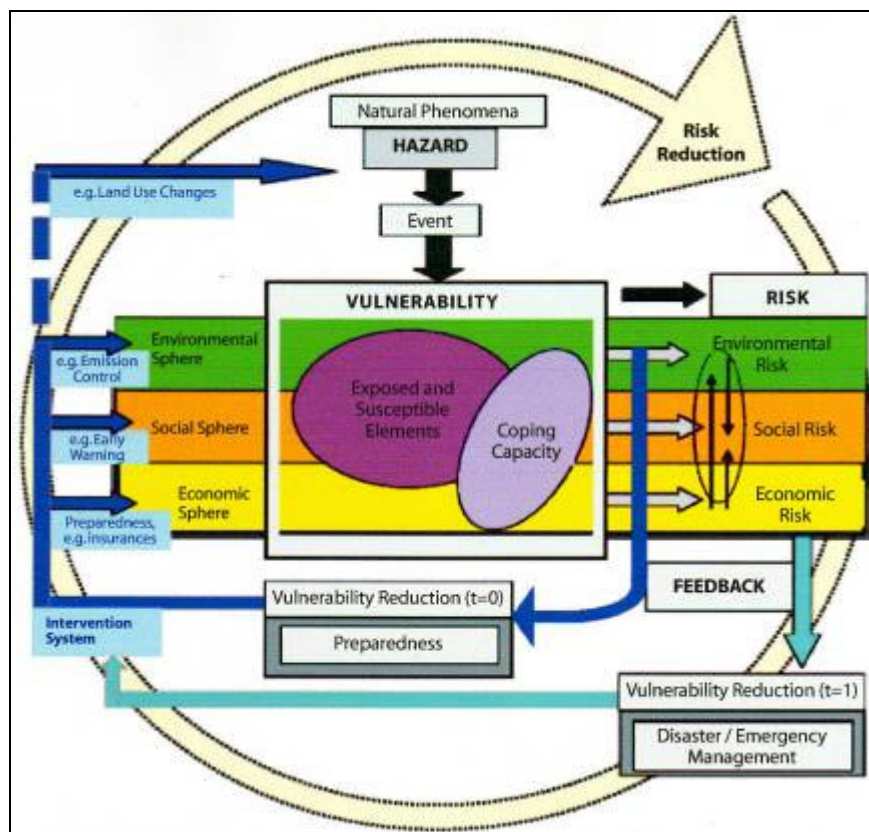 Natural Phenomena
HAZARD
Risk
Reduction
e.g.Land Use Changes
Event
VULNERABILITY
RISK
Environmental
Sphere
Environmental
Risk
e.g.Emission
Control
Exposed and
Susceptible
Elements
Coping
Capacity
Social Sphere
Social Risk
e.g.Early
Warning
Economic
Sphere
Economic
Risk
Preparedness,
e.g.insurances
FEEDBACK
Vulnerability Reduction (t=0)
Preparedness
Intervention
System
Vulnerability Reduction (t=1)
Disaster / Emergency
Management